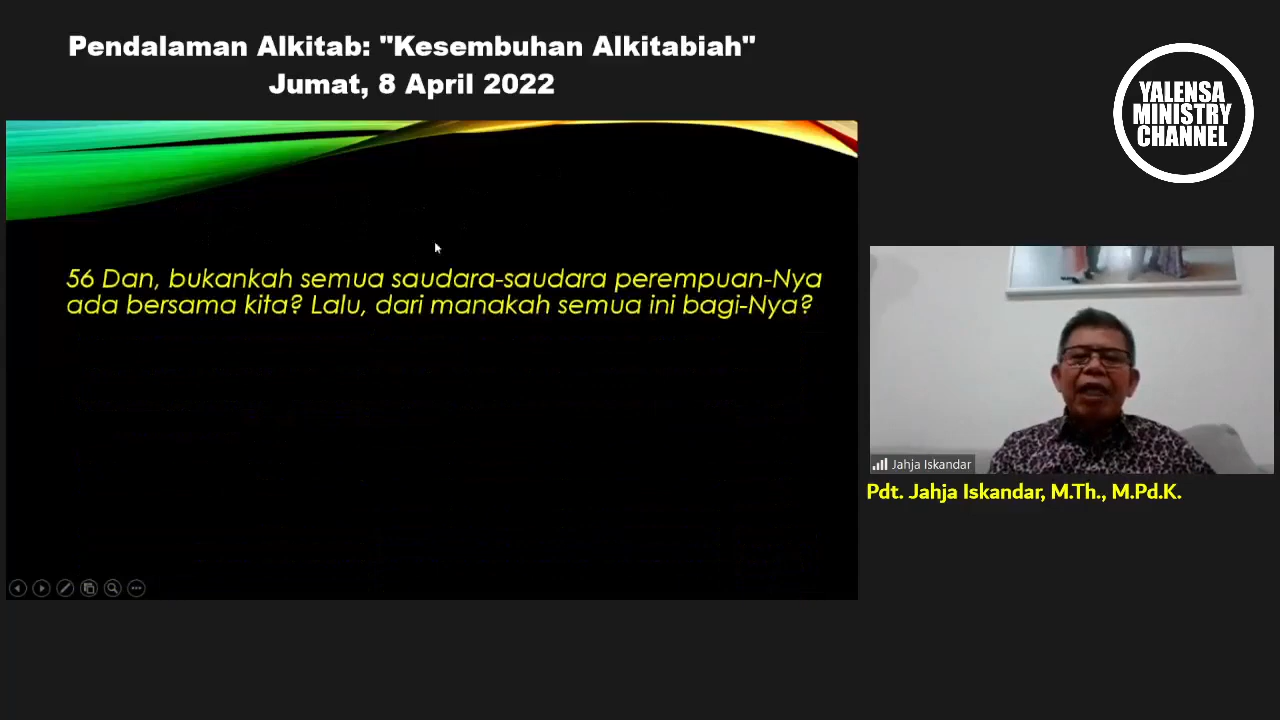 Pendalaman Alkitab: "Kesembuhan Alkitabiah"
Jumat, 8 April 2022
YALENSA
MINISTRY
CHANNEL
56 Dan, bukankah semua saudara-saudara perempuan-Nya
ada bersama kita? Lalu, dari manakah semua ini bagi-Nya?
Jahja Iskandar
Pdt. Jahja Iskandar, M.Th., M.Pd.K.